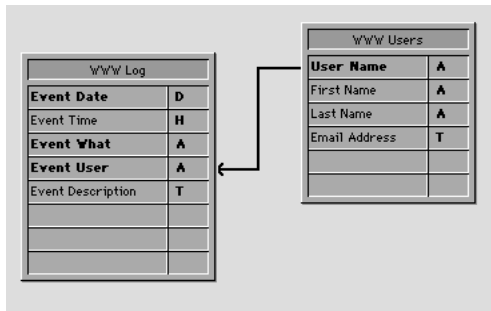 WWW Log
Event Date D
Event Time H
Event What A
Event User A
Event Description T
WWW Users
User Name A
First Name A
Last Name A
Email Address T